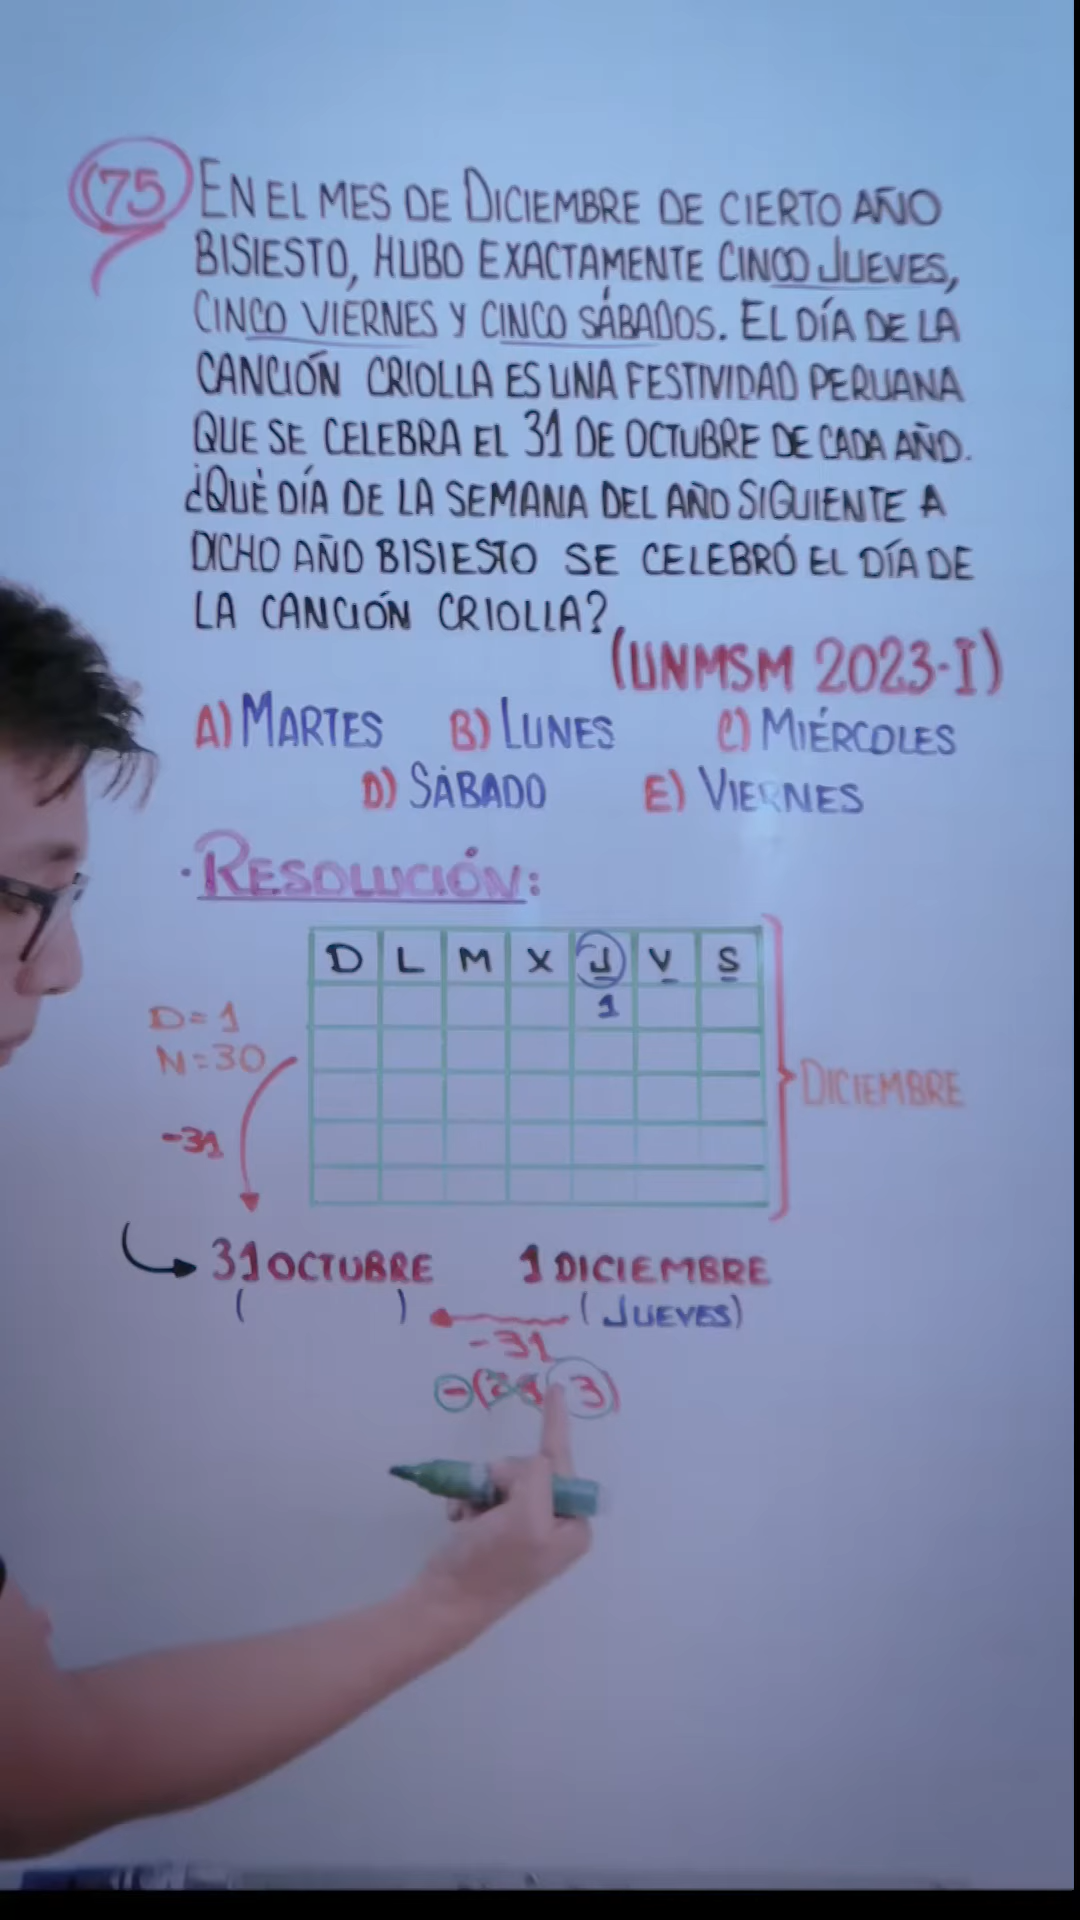 75 EN EL MES DE DICIEMBRE DE CIERTO AÑO
BISIESTO, HUBO EXACTAMENTE CINCO JUEVES,
CINCO VIERNES Y CINCO SÁBADOS. EL DÍA DE LA
CANCIÓN CRIOLLA ES UNA FESTIVIDAD PERUANA
QUE SE CELEBRA EL 31 DE OCTUBRE DE CADA AÑO.
¿QUÈ DÍA DE LA SEMANA DEL AÑO SIGUIENTE A
DICHO AÑO BISIESTO SE CELEBRÓ EL DÍA DE
LA CANCIÓN CRIOLLA?
(UNMSM 2023-I)
A) MARTES B) LUNES C) MIÉRCOLES
D) SÁBADO E) VIERNES
• RESOLUCIÓN:
D L M X J V S
1
D = 1
N = 30
-31
DICIEMBRE
31 OCTUBRE 1 DICIEMBRE
( ) (JUEVES)
-31
-( 3)